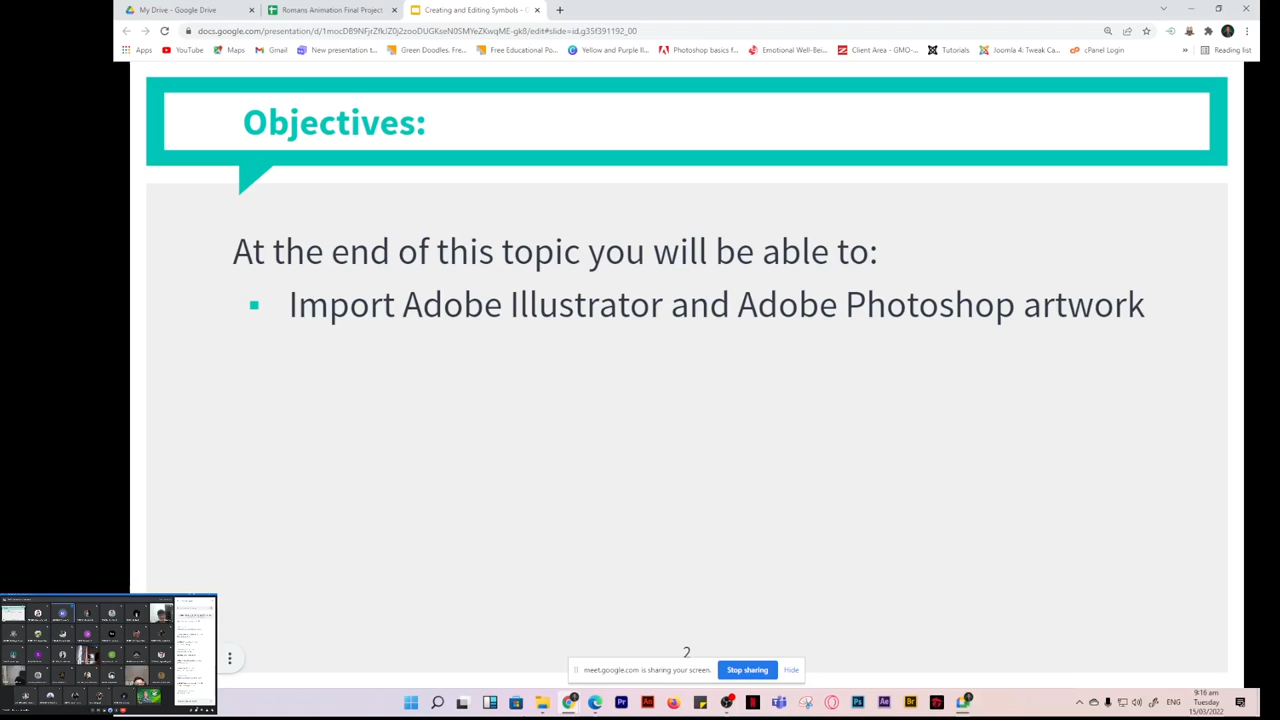 My Drive - Google Drive
Romans Animation Final Project
Creating and Editing Symbols - G
docs.google.com/presentation/d/1mocDB9NFjrZfkIZ0j2zooDUGKseN0SMYeZKwqME-gk8/edit#slide=id.g35f391192_00
Apps
YouTube
Maps
Gmail
New presentation t...
Green Doodles. Fre...
Free Educational Po...
Yellow and Purple Il...
Photoshop basics f...
Emotional Well-Be...
Client Area - GMO-...
Tutorials
Joomla 4: Tweak Ca...
cPanel Login
»
Reading list
Objectives:
At the end of this topic you will be able to:
Import Adobe Illustrator and Adobe Photoshop artwork
2
meet.google.com is sharing your screen.
Stop sharing
Hide
ENG
9:16 am
Tuesday
15/03/2022